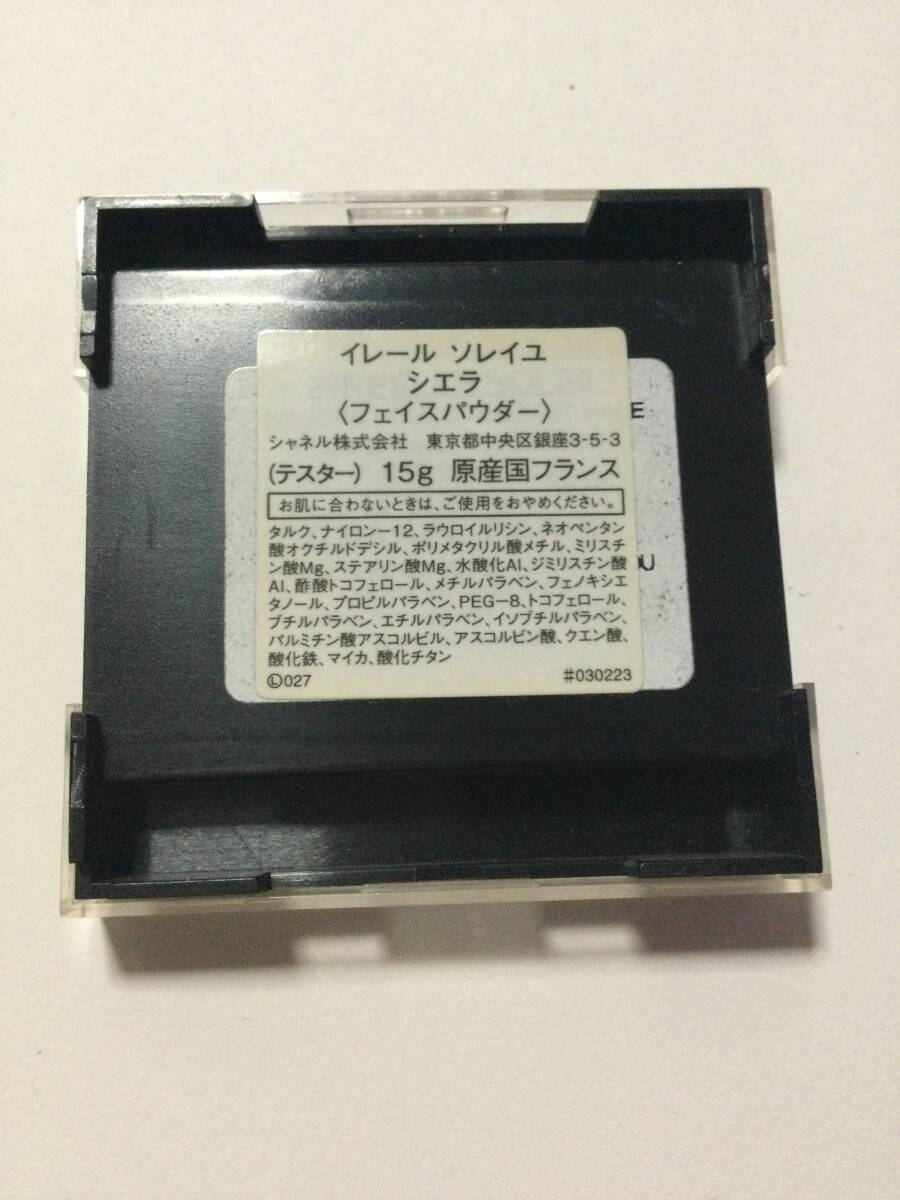 イレール ソレイユ
シエラ
〈フェイスパウダー〉
E
シャネル株式会社 東京都中央区銀座3-5-3
(テスター) 15g 原産国フランス
お肌に合わないときは、ご使用をおやめください。
タルク、ナイロン－12、ラウロイルリシン、ネオペンタン
酸オクチルドデシル、ポリメタクリル酸メチル、ミリスチ
ン酸Mg、ステアリン酸Mg、水酸化Al、ジミリスチン酸
Al、酢酸トコフェロール、メチルパラベン、フェノキシエ
タノール、プロピルパラベン、PEG－8、トコフェロール、
ブチルパラベン、エチルパラベン、イソブチルパラベン、
パルミチン酸アスコルビル、アスコルビン酸、クエン酸、
酸化鉄、マイカ、酸化チタン
Ⓛ027 #030223